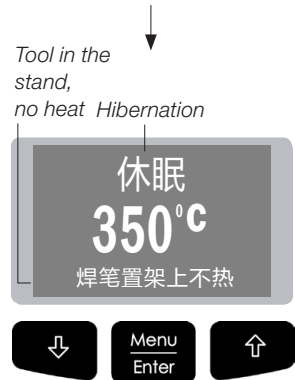 Tool in the
stand,
no heat Hibernation
休眠
350°C
焊笔置架上不热
Menu
Enter